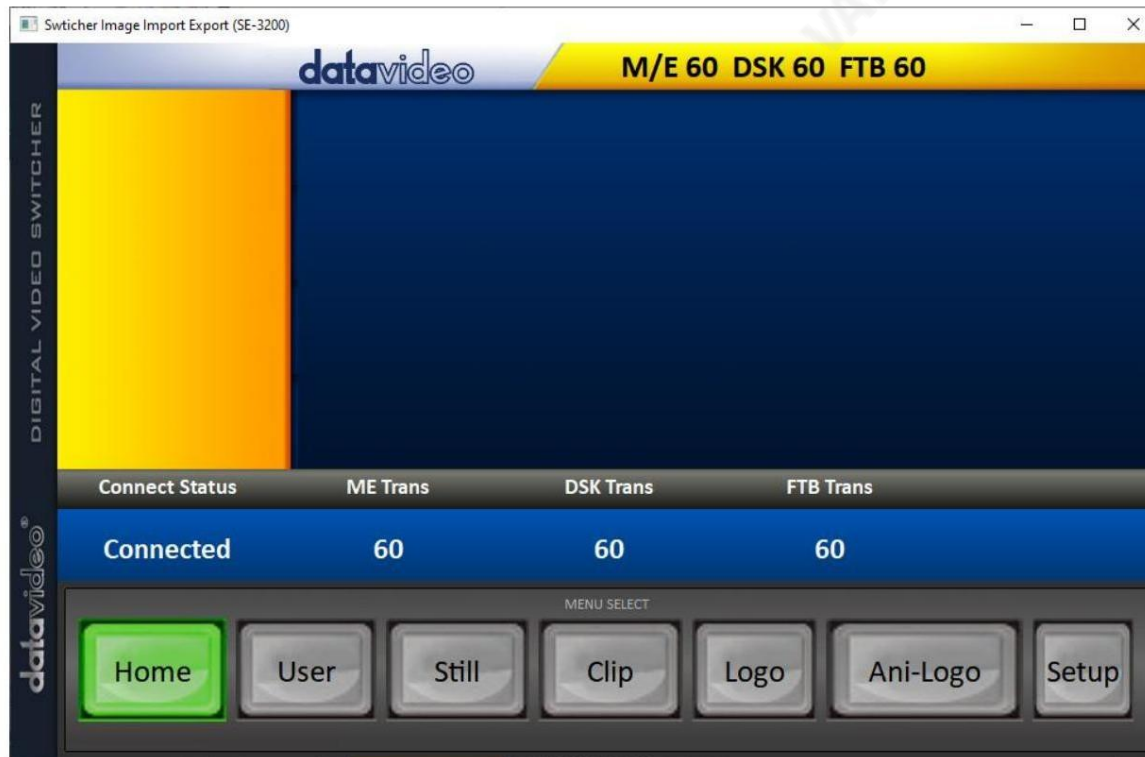 Swticher Image Import Export (SE-3200)
datavideo
M/E 60 DSK 60 FTB 60
DIGITAL VIDEO SWITCHER
datavideo®
Connect Status ME Trans DSK Trans FTB Trans
Connected 60 60 60
MENU SELECT
Home User Still Clip Logo Ani-Logo Setup